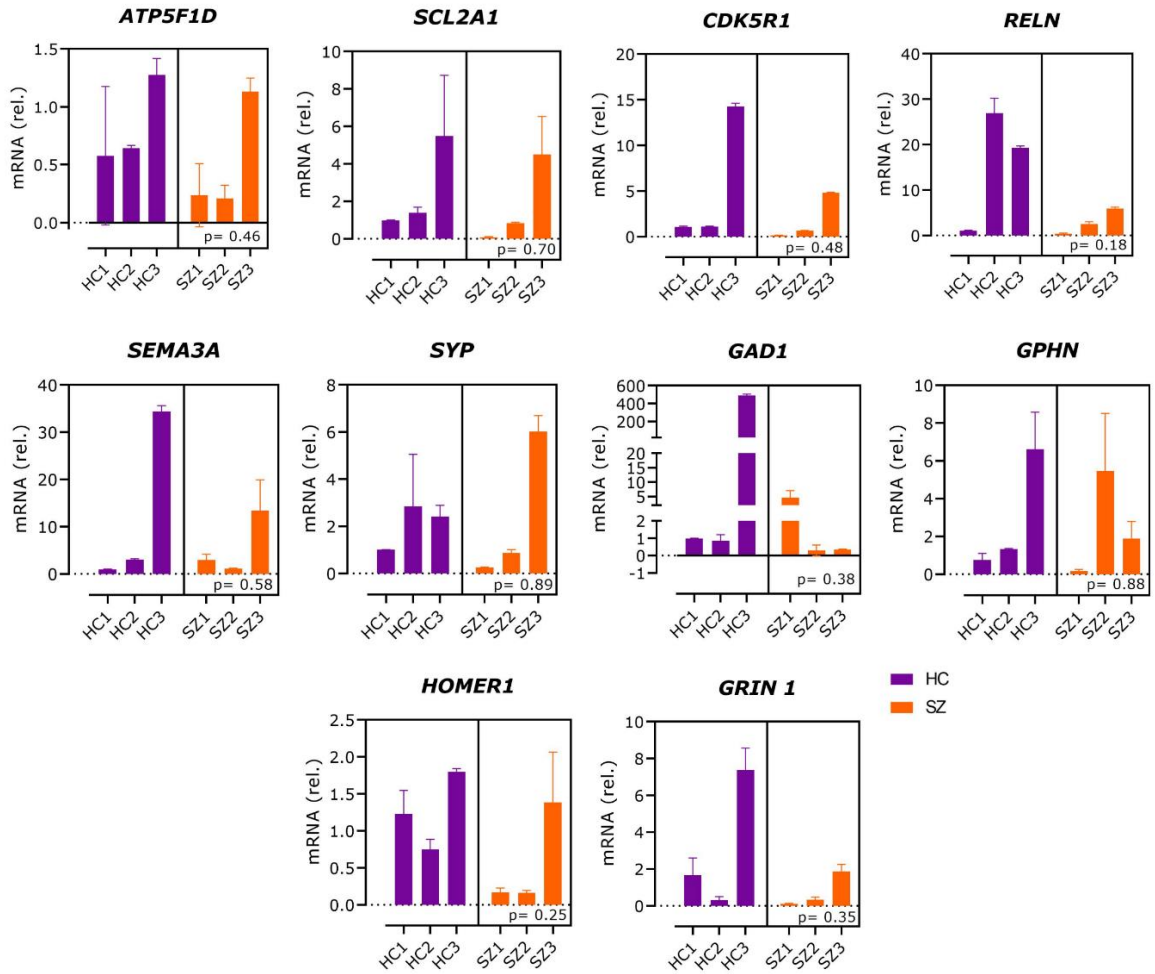 ATP5F1D
mRNA (rel.)
1.5
1.0
0.5
0.0
p= 0.46
HC1 HC2 HC3 SZ1 SZ2 SZ3
SCL2A1
mRNA (rel.)
10
8
6
4
2
0
p= 0.70
HC1 HC2 HC3 SZ1 SZ2 SZ3
CDK5R1
mRNA (rel.)
20
15
10
5
0
p= 0.48
HC1 HC2 HC3 SZ1 SZ2 SZ3
RELN
mRNA (rel.)
40
30
20
10
0
p= 0.18
HC1 HC2 HC3 SZ1 SZ2 SZ3
SEMA3A
mRNA (rel.)
40
30
20
10
0
p= 0.58
HC1 HC2 HC3 SZ1 SZ2 SZ3
SYP
mRNA (rel.)
8
6
4
2
0
p= 0.89
HC1 HC2 HC3 SZ1 SZ2 SZ3
GAD1
mRNA (rel.)
600
400
200
20
15
10
5
2
1
0
-1
p= 0.38
HC1 HC2 HC3 SZ1 SZ2 SZ3
GPHN
mRNA (rel.)
10
8
6
4
2
0
p= 0.88
HC1 HC2 HC3 SZ1 SZ2 SZ3
HOMER1
mRNA (rel.)
2.5
2.0
1.5
1.0
0.5
0.0
p= 0.25
HC1 HC2 HC3 SZ1 SZ2 SZ3
GRIN 1
mRNA (rel.)
10
8
6
4
2
0
p= 0.35
HC1 HC2 HC3 SZ1 SZ2 SZ3
HC
SZ